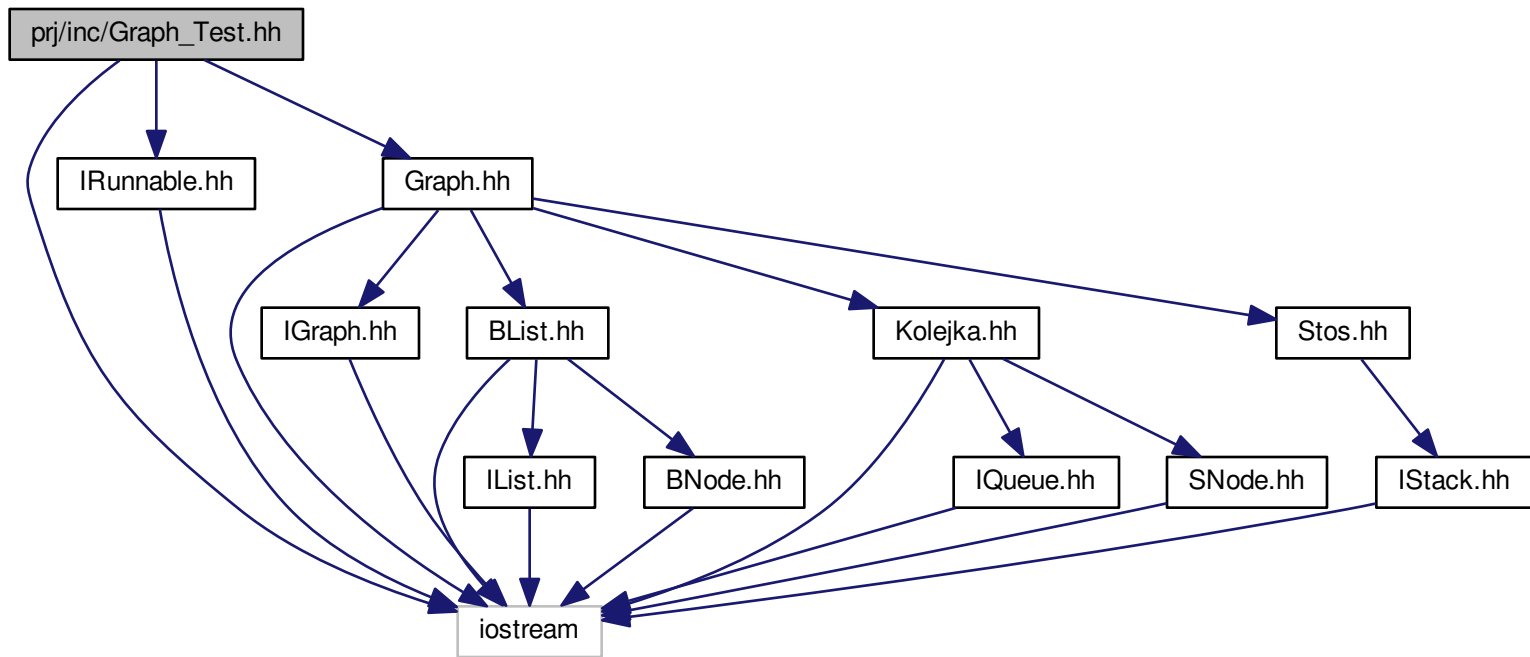 prj/inc/Graph_Test.hh
IRunnable.hh
Graph.hh
IGraph.hh
BList.hh
Kolejka.hh
Stos.hh
IList.hh
BNode.hh
IQueue.hh
SNode.hh
IStack.hh
iostream